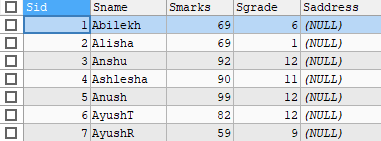 Sid Sname Smarks Sgrade Saddress
1 Abilekh 69 6 (NULL)
2 Alisha 69 1 (NULL)
3 Anshu 92 12 (NULL)
4 Ashlesha 90 11 (NULL)
5 Anush 99 12 (NULL)
6 AyushT 82 12 (NULL)
7 AyushR 59 9 (NULL)